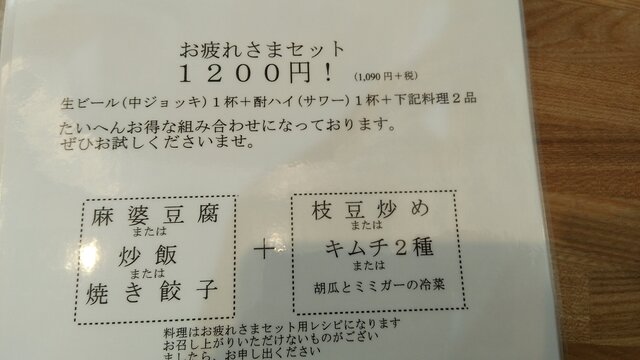 お疲れさまセット
１２００円！ （1,090円＋税）
生ビール（中ジョッキ）１杯＋酎ハイ（サワー）１杯＋下記料理２品
たいへんお得な組み合わせになっております。
ぜひお試しくださいませ。
麻婆豆腐
または
炒飯
または
焼き餃子
＋
枝豆炒め
または
キムチ２種
または
胡瓜とミミガーの冷菜
料理はお疲れさまセット用レシピになります
お召し上がりいただけないものがござい
ましたら、お申し出ください